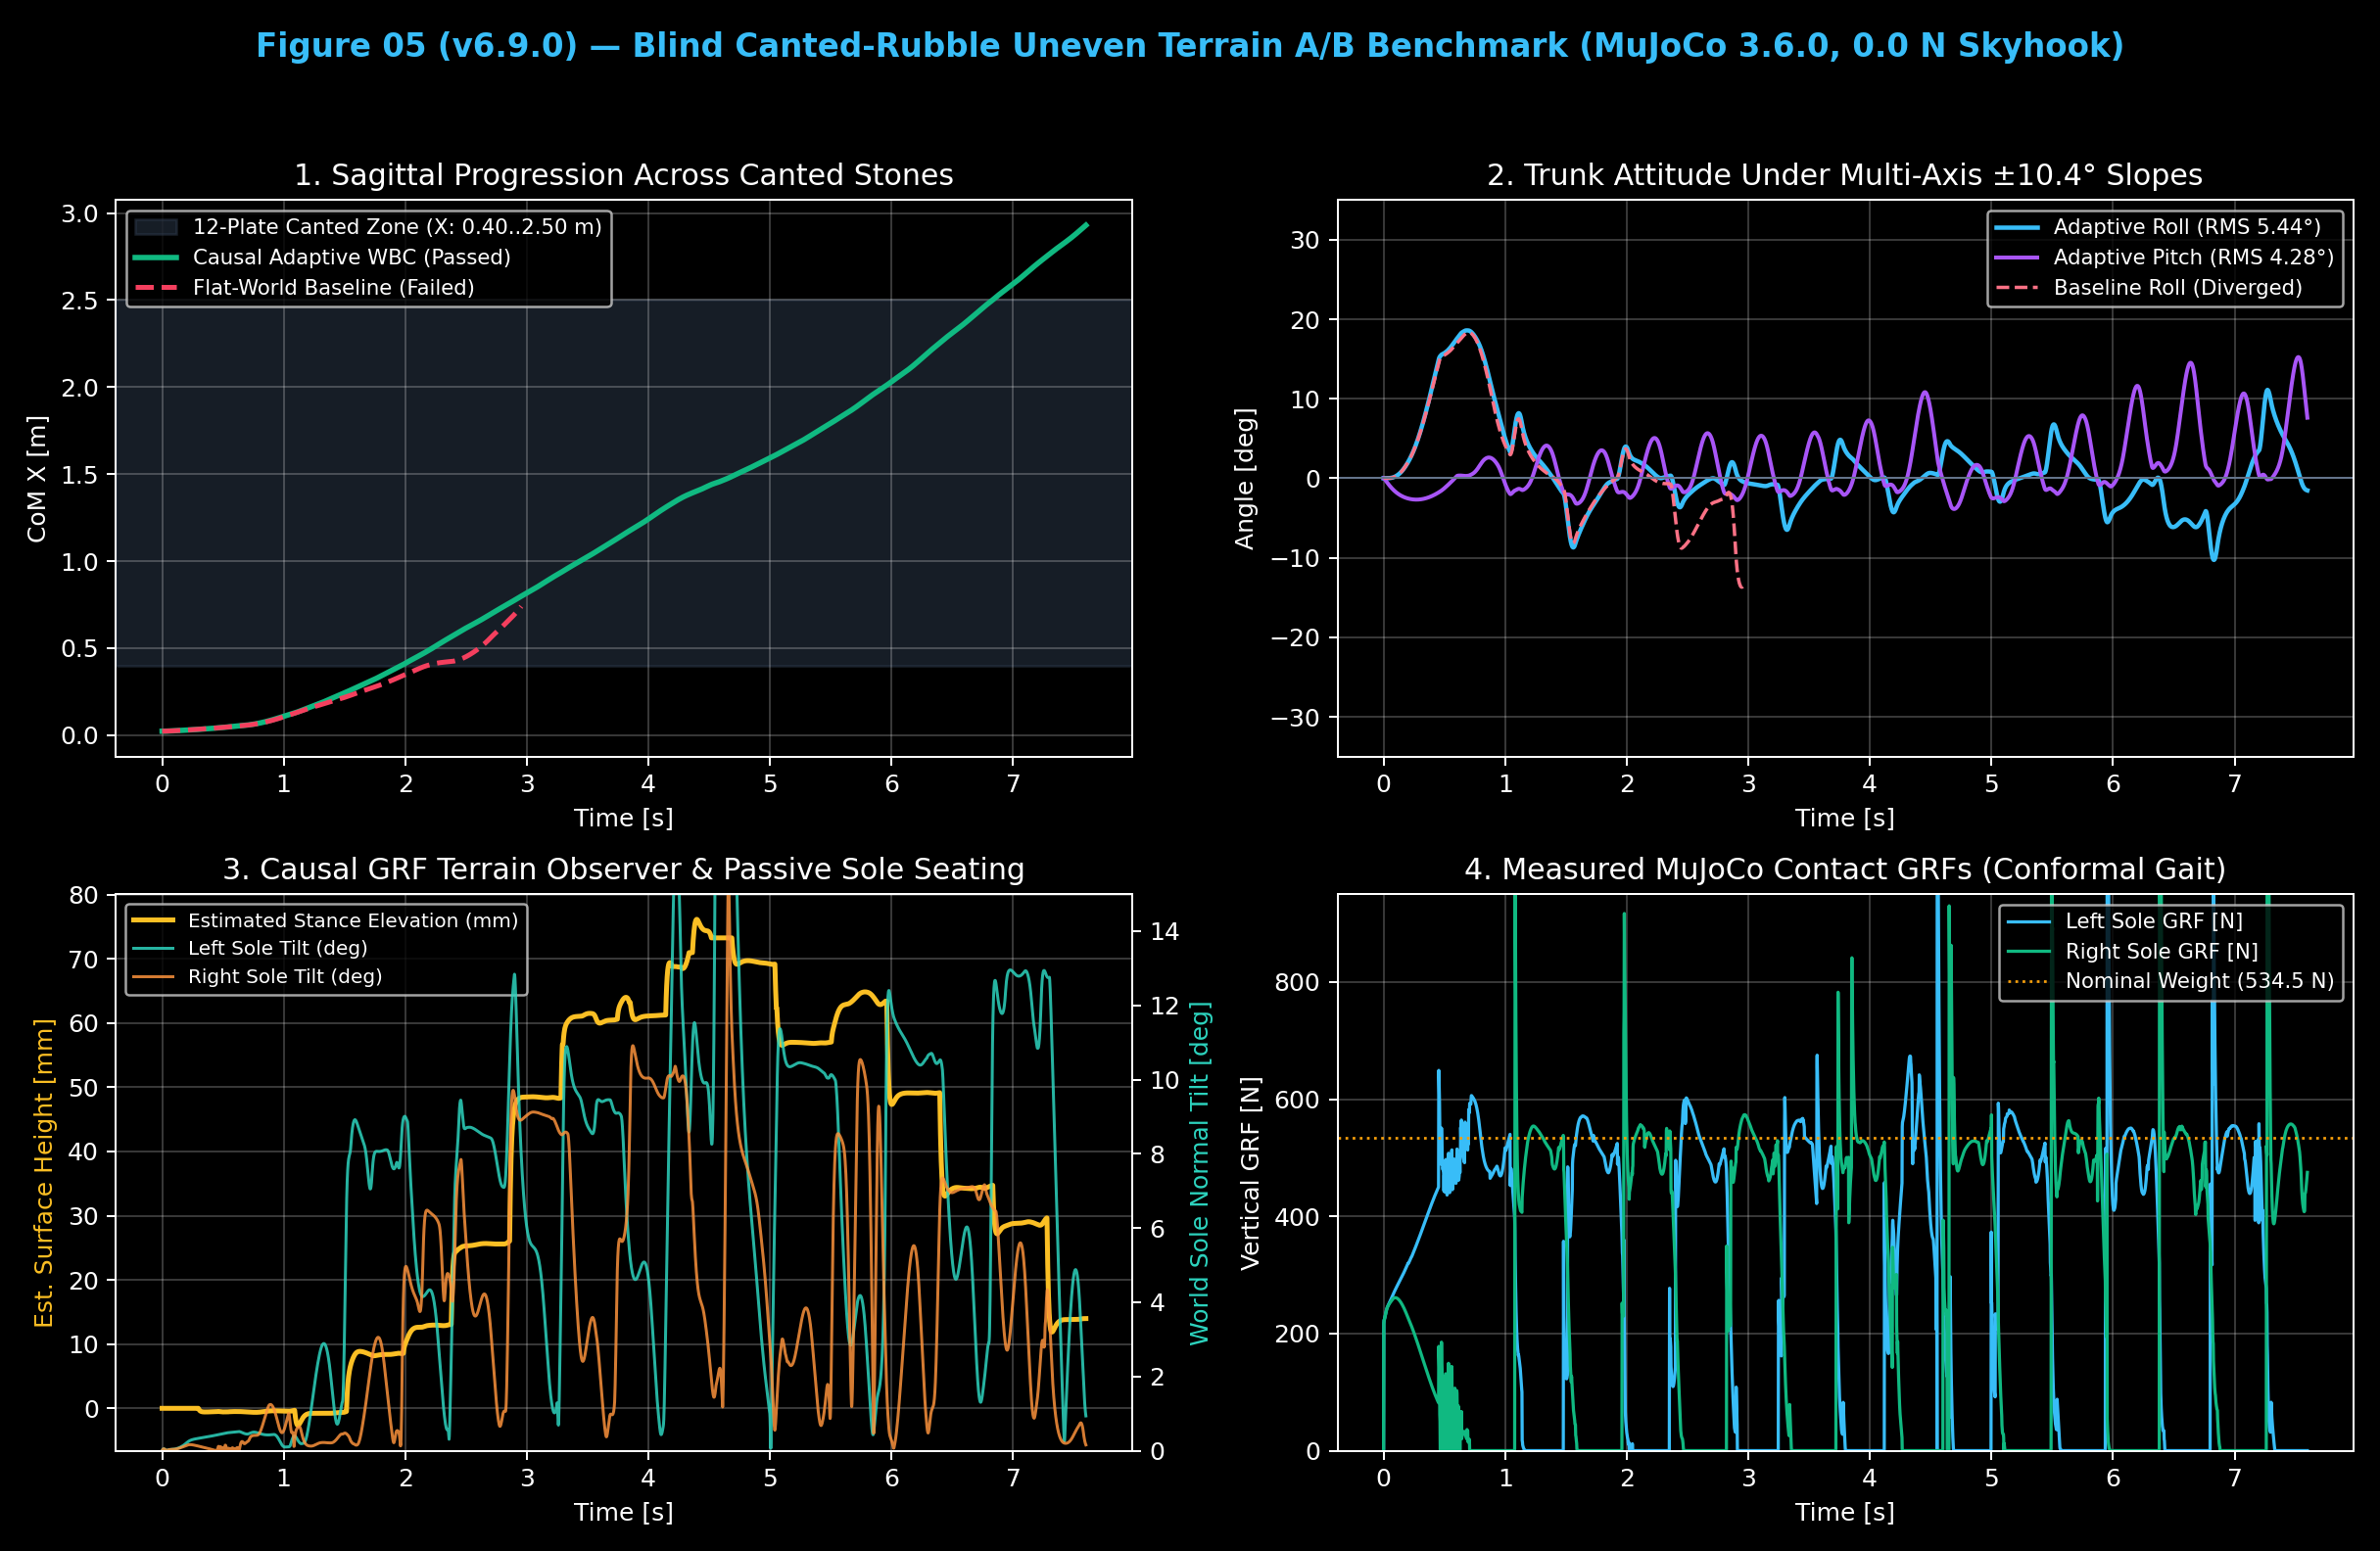 Figure 05 (v6.9.0) — Blind Canted-Rubble Uneven Terrain A/B Benchmark (MuJoCo 3.6.0, 0.0 N Skyhook)
1. Sagittal Progression Across Canted Stones
12-Plate Canted Zone (X: 0.40..2.50 m)
Causal Adaptive WBC (Passed)
Flat-World Baseline (Failed)
3.0
2.5
2.0
1.5
1.0
0.5
0.0
CoM X [m]
0 1 2 3 4 5 6 7
Time [s]
2. Trunk Attitude Under Multi-Axis ±10.4° Slopes
Adaptive Roll (RMS 5.44°)
Adaptive Pitch (RMS 4.28°)
Baseline Roll (Diverged)
30
20
10
0
−10
−20
−30
Angle [deg]
0 1 2 3 4 5 6 7
Time [s]
3. Causal GRF Terrain Observer & Passive Sole Seating
Estimated Stance Elevation (mm)
Left Sole Tilt (deg)
Right Sole Tilt (deg)
80
70
60
50
40
30
20
10
0
Est. Surface Height [mm]
14
12
10
8
6
4
2
0
World Sole Normal Tilt [deg]
0 1 2 3 4 5 6 7
Time [s]
4. Measured MuJoCo Contact GRFs (Conformal Gait)
Left Sole GRF [N]
Right Sole GRF [N]
Nominal Weight (534.5 N)
800
600
400
200
0
Vertical GRF [N]
0 1 2 3 4 5 6 7
Time [s]